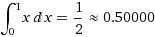 ∫₀¹ x dx = 1/2 ≈ 0.50000